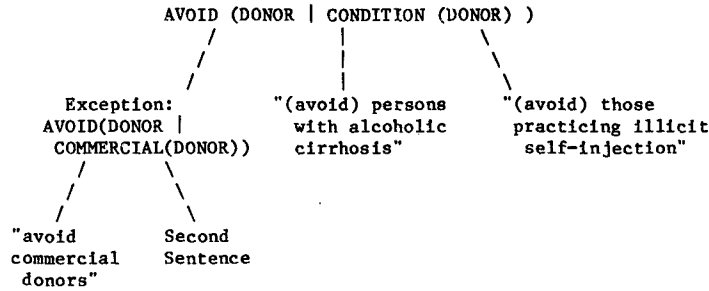 AVOID (DONOR | CONDITION (DONOR) )
Exception:
AVOID(DONOR |
COMMERCIAL(DONOR))
"(avoid) persons
with alcoholic
cirrhosis"
"(avoid) those
practicing illicit
self-injection"
"avoid
commercial
donors"
Second
Sentence